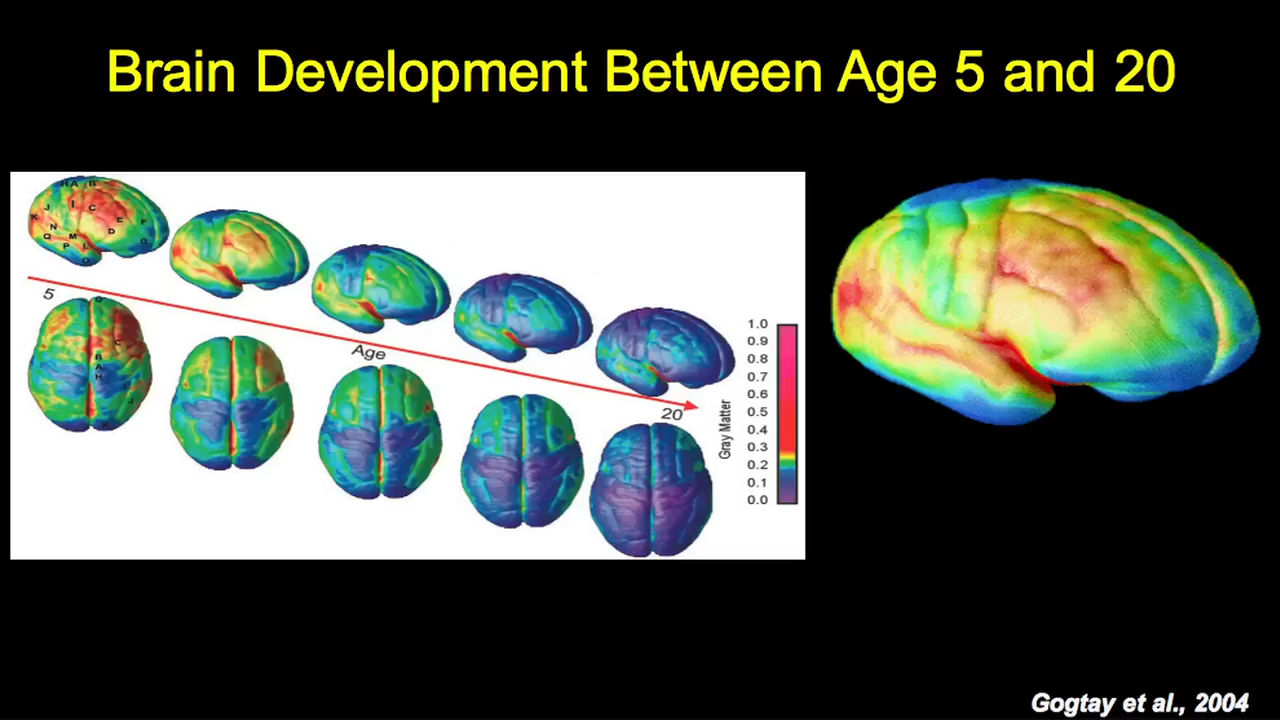 Brain Development Between Age 5 and 20
H A B
J I C
K E F
N D
Q M G
P L
O
5
Age
20
G
C
B
A
H
J
K
Gray Matter
1.0
0.9
0.8
0.7
0.6
0.5
0.4
0.3
0.2
0.1
0.0
Gogtay et al., 2004